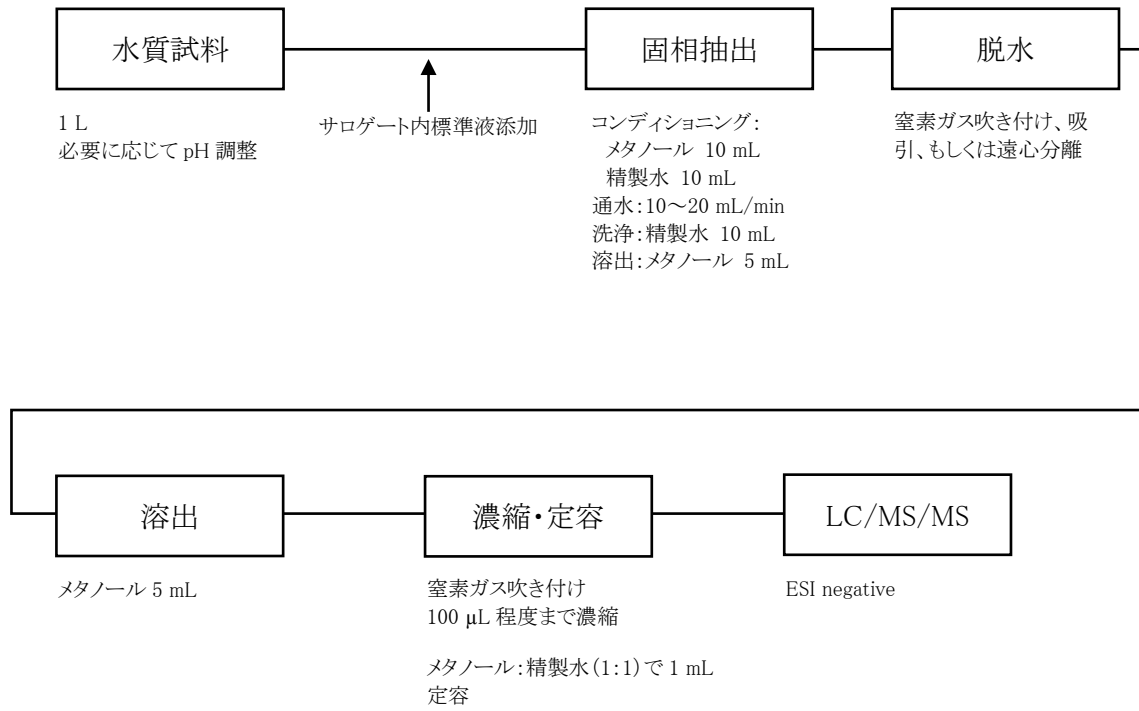 水質試料
1 L
必要に応じて pH 調整
サロゲート内標準液添加
固相抽出
コンディショニング:
メタノール 10 mL
精製水 10 mL
通水:10～20 mL/min
洗浄:精製水 10 mL
溶出:メタノール 5 mL
脱水
窒素ガス吹き付け、吸
引、もしくは遠心分離
溶出
メタノール 5 mL
濃縮・定容
窒素ガス吹き付け
100 μL 程度まで濃縮
メタノール:精製水(1:1)で 1 mL
定容
LC/MS/MS
ESI negative